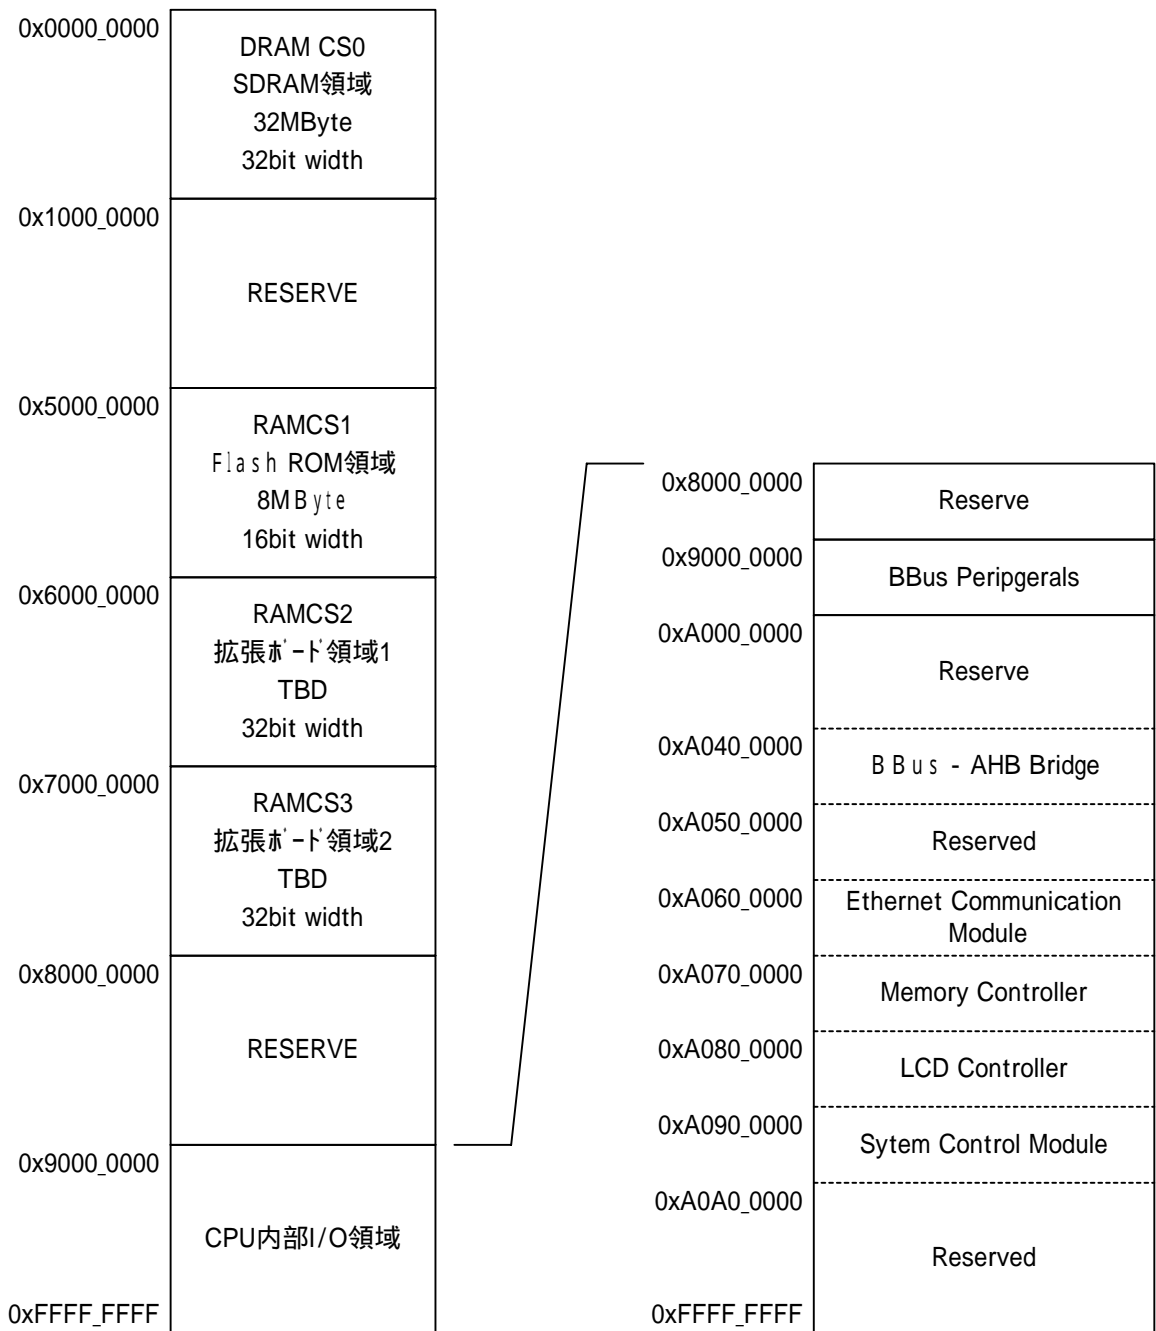 0x0000_0000
DRAM CS0
SDRAM領域
32MByte
32bit width
0x1000_0000
RESERVE
0x5000_0000
RAMCS1
Flash ROM領域
8MByte
16bit width
0x6000_0000
RAMCS2
拡張ﾎﾞｰﾄﾞ領域1
TBD
32bit width
0x7000_0000
RAMCS3
拡張ﾎﾞｰﾄﾞ領域2
TBD
32bit width
0x8000_0000
RESERVE
0x9000_0000
CPU内部I/O領域
0xFFFF_FFFF
0x8000_0000
Reserve
0x9000_0000
BBus Peripgerals
0xA000_0000
Reserve
0xA040_0000
BBus - AHB Bridge
0xA050_0000
Reserved
0xA060_0000
Ethernet Communication
Module
0xA070_0000
Memory Controller
0xA080_0000
LCD Controller
0xA090_0000
Sytem Control Module
0xA0A0_0000
Reserved
0xFFFF_FFFF